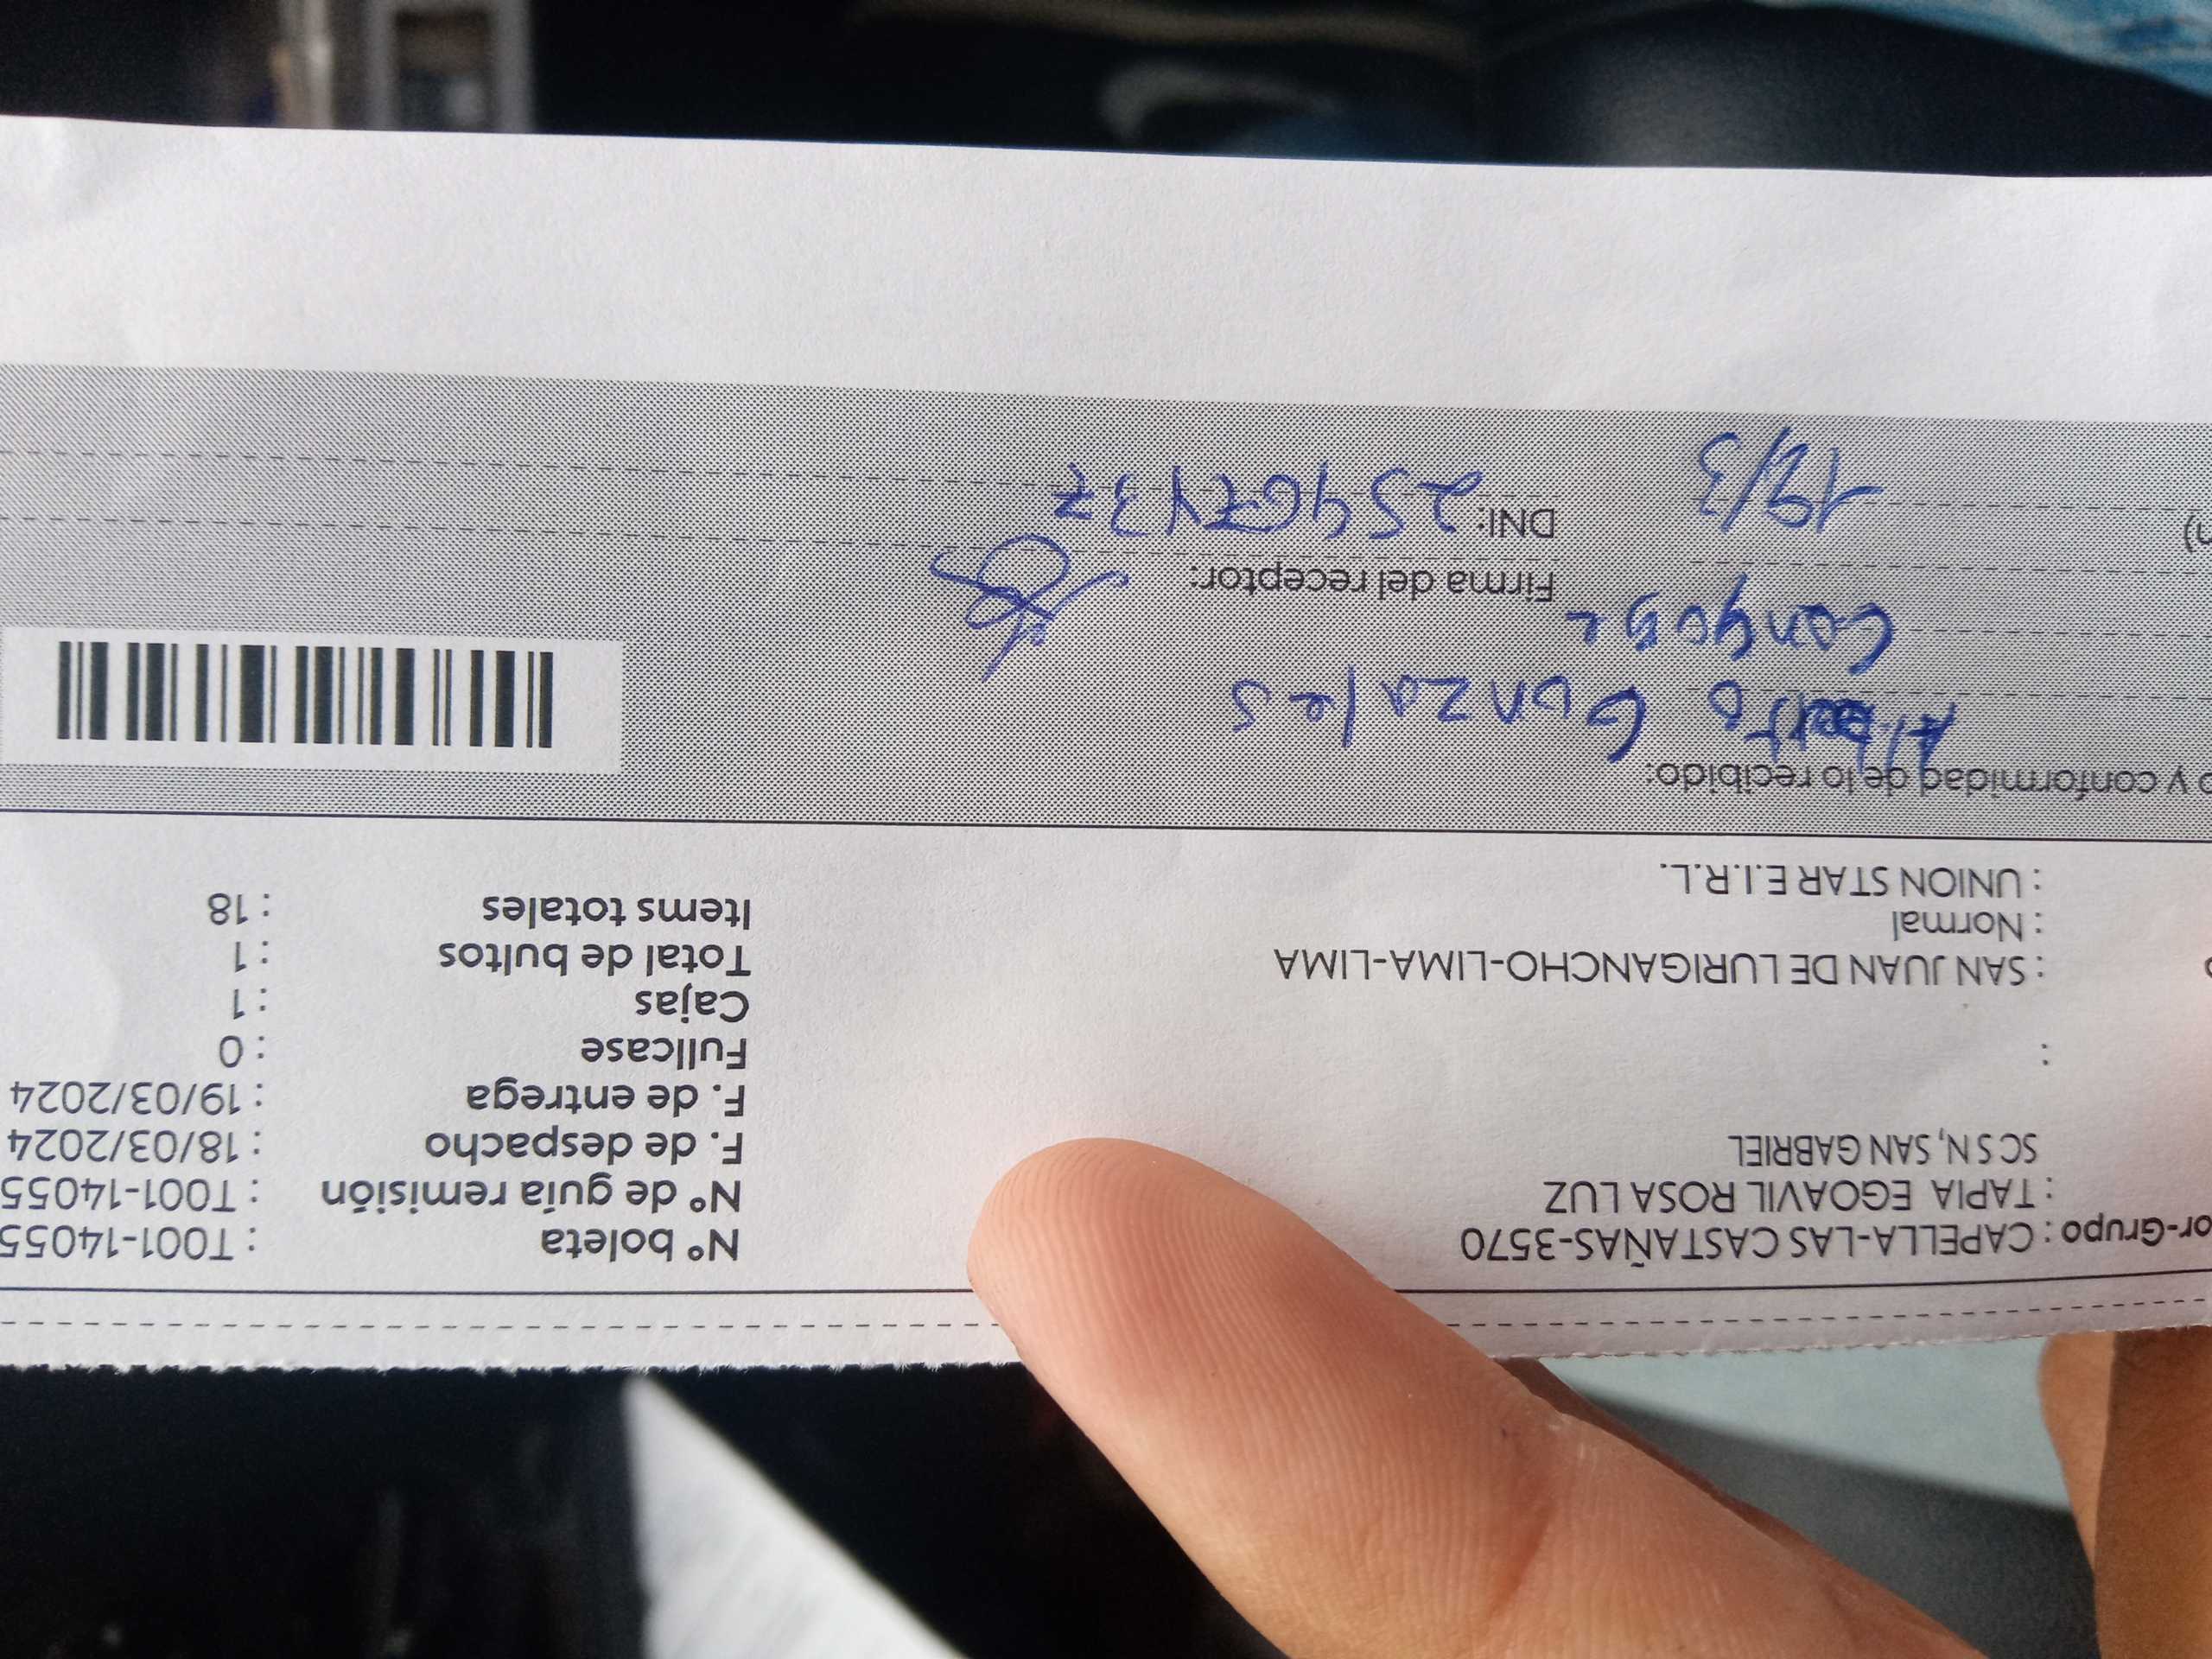 or-Grupo : CAPELLA-LAS CASTAÑAS-3570
: TAPIA EGOAVIL ROSA LUZ
SC S N, SAN GABRIEL
:
: SAN JUAN DE LURIGANCHO-LIMA-LIMA
: Normal
: UNION STAR E.I.R.L.
N° boleta : T001-14055
N° de guía remisión : T001-14055
F. de despacho : 18/03/2024
F. de entrega : 19/03/2024
Fullcase : 0
Cajas : 1
Total de bultos : 1
Items totales : 18
o y conformidad de lo recibido:
Alberto Gonzales
Firma del receptor:
DNI:
19/3